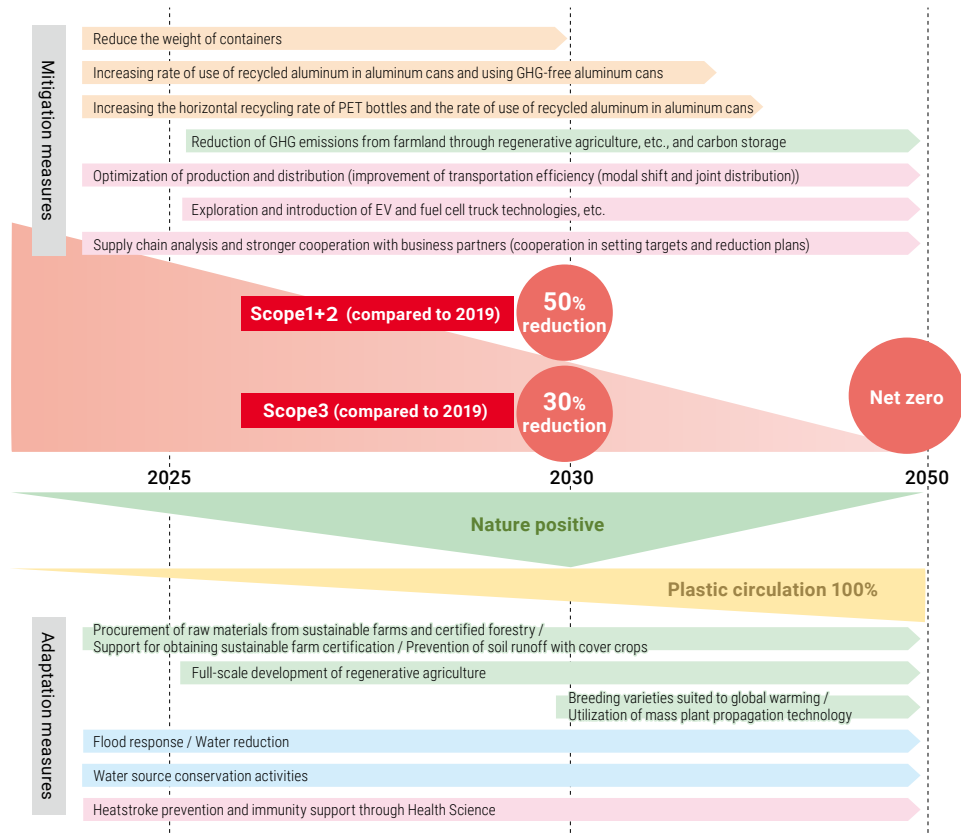 Mitigation measures
Reduce the weight of containers
Increasing rate of use of recycled aluminum in aluminum cans and using GHG-free aluminum cans
Increasing the horizontal recycling rate of PET bottles and the rate of use of recycled aluminum in aluminum cans
Reduction of GHG emissions from farmland through regenerative agriculture, etc., and carbon storage
Optimization of production and distribution (improvement of transportation efficiency (modal shift and joint distribution))
Exploration and introduction of EV and fuel cell truck technologies, etc.
Supply chain analysis and stronger cooperation with business partners (cooperation in setting targets and reduction plans)
Scope1+2 (compared to 2019)
50%
reduction
Scope3 (compared to 2019)
30%
reduction
Net zero
2025
2030
2050
Nature positive
Plastic circulation 100%
Adaptation measures
Procurement of raw materials from sustainable farms and certified forestry /
Support for obtaining sustainable farm certification / Prevention of soil runoff with cover crops
Full-scale development of regenerative agriculture
Breeding varieties suited to global warming /
Utilization of mass plant propagation technology
Flood response / Water reduction
Water source conservation activities
Heatstroke prevention and immunity support through Health Science